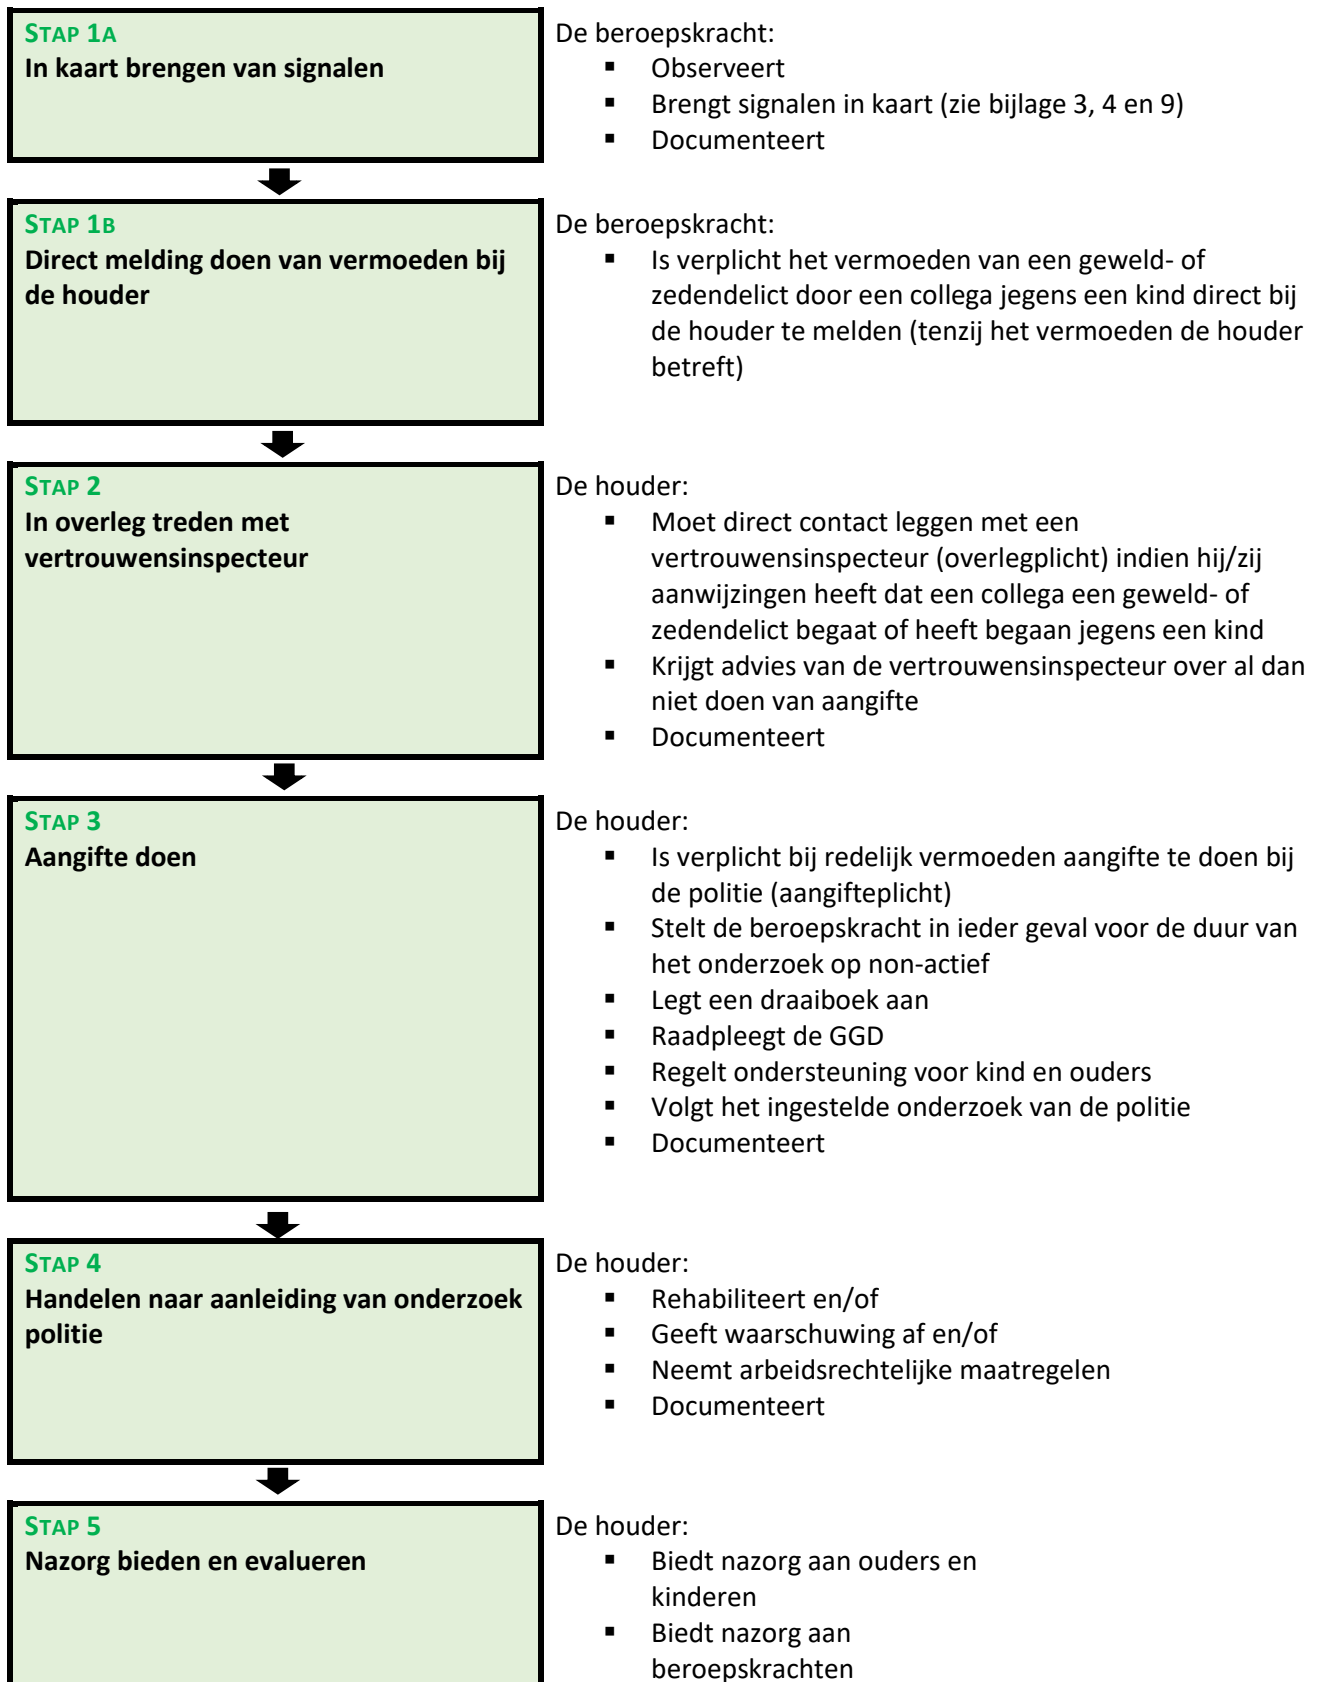 STAP 1A
In kaart brengen van signalen
De beroepskracht:
▪ Observeert
▪ Brengt signalen in kaart (zie bijlage 3, 4 en 9)
▪ Documenteert
STAP 1B
Direct melding doen van vermoeden bij
de houder
De beroepskracht:
▪ Is verplicht het vermoeden van een geweld- of
zedendelict door een collega jegens een kind direct bij
de houder te melden (tenzij het vermoeden de houder
betreft)
STAP 2
In overleg treden met
vertrouwensinspecteur
De houder:
▪ Moet direct contact leggen met een
vertrouwensinspecteur (overlegplicht) indien hij/zij
aanwijzingen heeft dat een collega een geweld- of
zedendelict begaat of heeft begaan jegens een kind
▪ Krijgt advies van de vertrouwensinspecteur over al dan
niet doen van aangifte
▪ Documenteert
STAP 3
Aangifte doen
De houder:
▪ Is verplicht bij redelijk vermoeden aangifte te doen bij
de politie (aangifteplicht)
▪ Stelt de beroepskracht in ieder geval voor de duur van
het onderzoek op non-actief
▪ Legt een draaiboek aan
▪ Raadpleegt de GGD
▪ Regelt ondersteuning voor kind en ouders
▪ Volgt het ingestelde onderzoek van de politie
▪ Documenteert
STAP 4
Handelen naar aanleiding van onderzoek
politie
De houder:
▪ Rehabiliteert en/of
▪ Geeft waarschuwing af en/of
▪ Neemt arbeidsrechtelijke maatregelen
▪ Documenteert
STAP 5
Nazorg bieden en evalueren
De houder:
▪ Biedt nazorg aan ouders en
kinderen
▪ Biedt nazorg aan
beroepskrachten